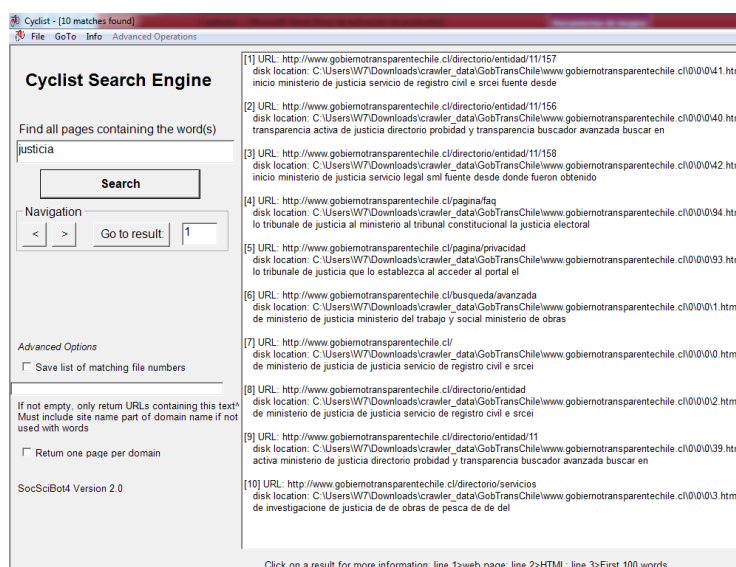 Cyclist - [10 matches found]
File GoTo Info Advanced Operations
Cyclist Search Engine
Find all pages containing the word(s)
justicia
Search
Navigation
< > Go to result: 1
Advanced Options
Save list of matching file numbers
If not empty, only return URLs containing this text^
Must include site name part of domain name if not
used with words
Return one page per domain
SocSciBot4 Version 2.0
[1] URL: http://www.gobiernotransparentechile.cl/directorio/entidad/11/157
disk location: C:\Users\W7\Downloads\crawler_data\GobTransChile\www.gobiernotransparentechile.cl\0\0\0\41.htm
inicio ministerio de justicia servicio de registro civil e srcei fuente desde
[2] URL: http://www.gobiernotransparentechile.cl/directorio/entidad/11/156
disk location: C:\Users\W7\Downloads\crawler_data\GobTransChile\www.gobiernotransparentechile.cl\0\0\0\40.htm
transparencia activa de justicia directorio probidad y transparencia buscador avanzada buscar en
[3] URL: http://www.gobiernotransparentechile.cl/directorio/entidad/11/158
disk location: C:\Users\W7\Downloads\crawler_data\GobTransChile\www.gobiernotransparentechile.cl\0\0\0\42.htm
inicio ministerio de justicia servicio legal sml fuente desde donde fueron obtenido
[4] URL: http://www.gobiernotransparentechile.cl/pagina/faq
disk location: C:\Users\W7\Downloads\crawler_data\GobTransChile\www.gobiernotransparentechile.cl\0\0\0\94.htm
lo tribunale de justicia al ministerio al tribunal constitucional la justicia electoral
[5] URL: http://www.gobiernotransparentechile.cl/pagina/privacidad
disk location: C:\Users\W7\Downloads\crawler_data\GobTransChile\www.gobiernotransparentechile.cl\0\0\0\93.htm
lo tribunale de justicia que lo establezca al acceder al portal el
[6] URL: http://www.gobiernotransparentechile.cl/busqueda/avanzada
disk location: C:\Users\W7\Downloads\crawler_data\GobTransChile\www.gobiernotransparentechile.cl\0\0\0\1.htm
de ministerio de justicia ministerio del trabajo y social ministerio de obras
[7] URL: http://www.gobiernotransparentechile.cl/
disk location: C:\Users\W7\Downloads\crawler_data\GobTransChile\www.gobiernotransparentechile.cl\0\0\0\0.htm
de ministerio de justicia de justicia servicio de registro civil e srcei
[8] URL: http://www.gobiernotransparentechile.cl/directorio/entidad
disk location: C:\Users\W7\Downloads\crawler_data\GobTransChile\www.gobiernotransparentechile.cl\0\0\0\2.htm
de ministerio de justicia de justicia servicio de registro civil e srcei
[9] URL: http://www.gobiernotransparentechile.cl/directorio/entidad/11
disk location: C:\Users\W7\Downloads\crawler_data\GobTransChile\www.gobiernotransparentechile.cl\0\0\0\39.htm
activa ministerio de justicia directorio probidad y transparencia buscador avanzada buscar en
[10] URL: http://www.gobiernotransparentechile.cl/directorio/servicios
disk location: C:\Users\W7\Downloads\crawler_data\GobTransChile\www.gobiernotransparentechile.cl\0\0\0\3.htm
de investigacione de justicia de de obras de pesca de de del
Click on a result for more information: line 1>web page; line 2>HTML; line 3>First 100 words